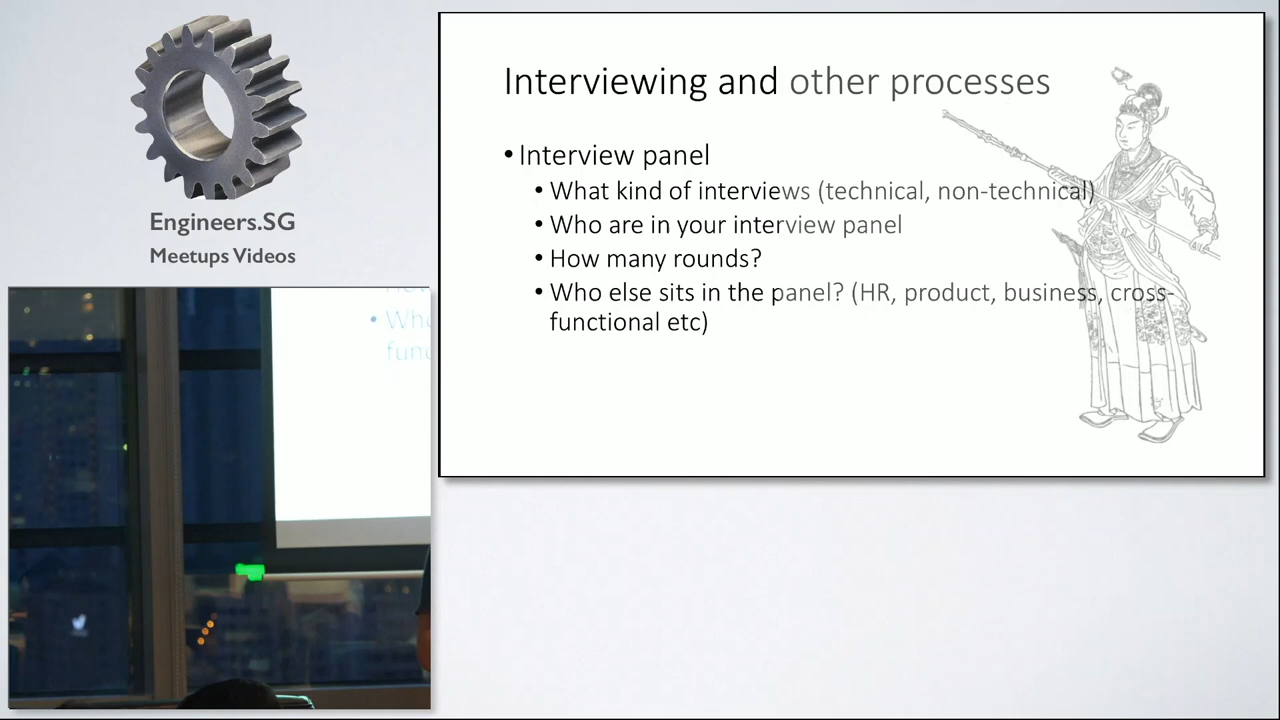 Engineers.SG
Meetups Videos
Interviewing and other processes
• Interview panel
• What kind of interviews (technical, non-technical)
• Who are in your interview panel
• How many rounds?
• Who else sits in the panel? (HR, product, business, cross-
functional etc)
• Who
func